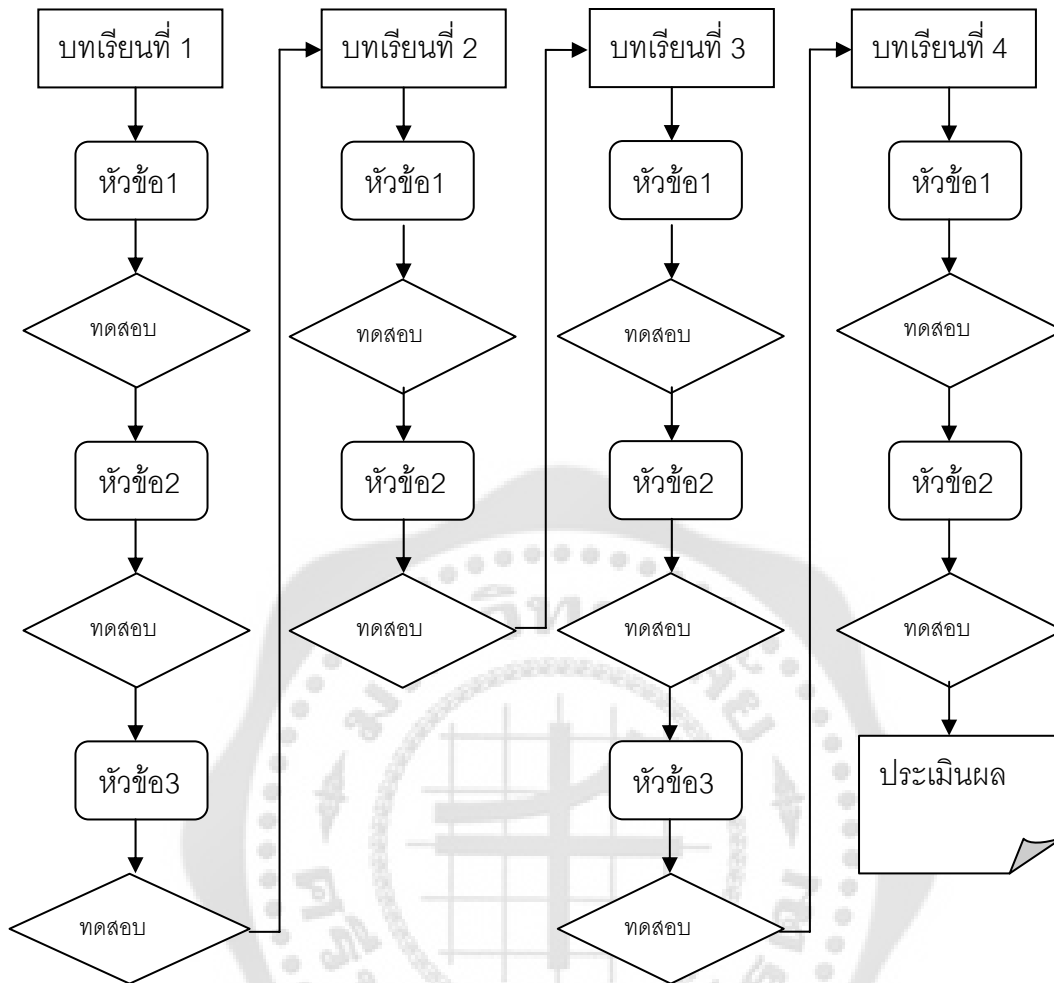 บทเรียนที่ 1
หัวข้อ1
ทดสอบ
หัวข้อ2
ทดสอบ
หัวข้อ3
ทดสอบ
บทเรียนที่ 2
หัวข้อ1
ทดสอบ
หัวข้อ2
ทดสอบ
บทเรียนที่ 3
หัวข้อ1
ทดสอบ
หัวข้อ2
ทดสอบ
หัวข้อ3
ทดสอบ
บทเรียนที่ 4
หัวข้อ1
ทดสอบ
หัวข้อ2
ทดสอบ
ประเมินผล